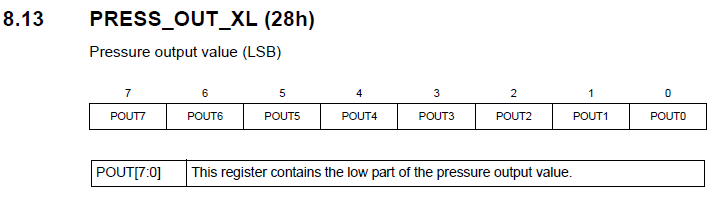 8.13 PRESS_OUT_XL (28h)
Pressure output value (LSB)
7 6 5 4 3 2 1 0
POUT7 POUT6 POUT5 POUT4 POUT3 POUT2 POUT1 POUT0
POUT[7:0] This register contains the low part of the pressure output value.